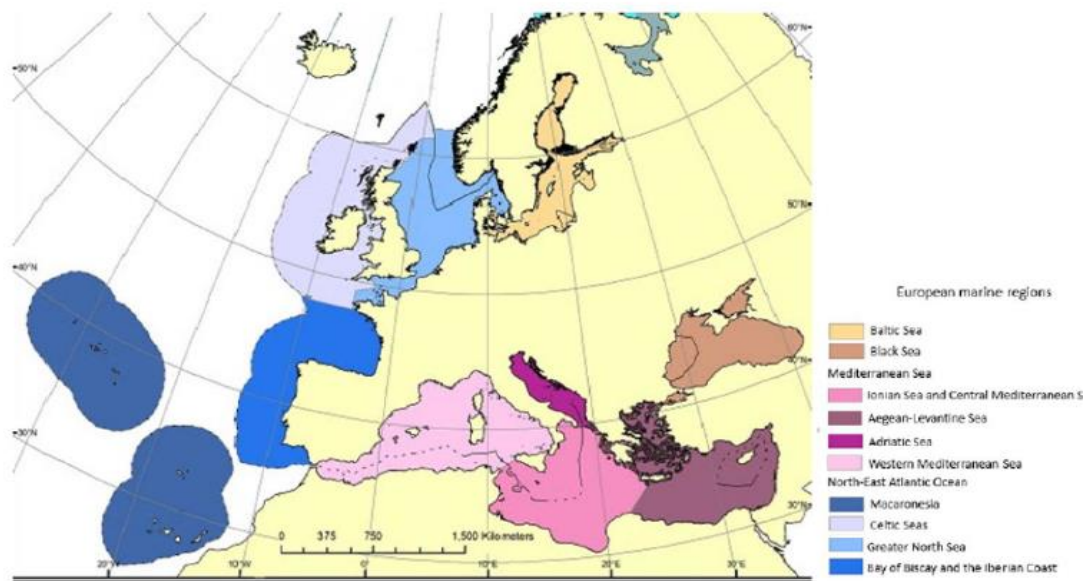 60°N
50°N
40°N
30°N
60°N
50°N
40°N
30°N
0 375 750 1,500 Kilometers
20°W 10°W 0° 10°E 20°E 30°E
European marine regions
Baltic Sea
Black Sea
Mediterranean Sea
Ionian Sea and Central Mediterranean S
Aegean-Levantine Sea
Adriatic Sea
Western Mediterranean Sea
North-East Atlantic Ocean
Macaronesia
Celtic Seas
Greater North Sea
Bay of Biscay and the Iberian Coast